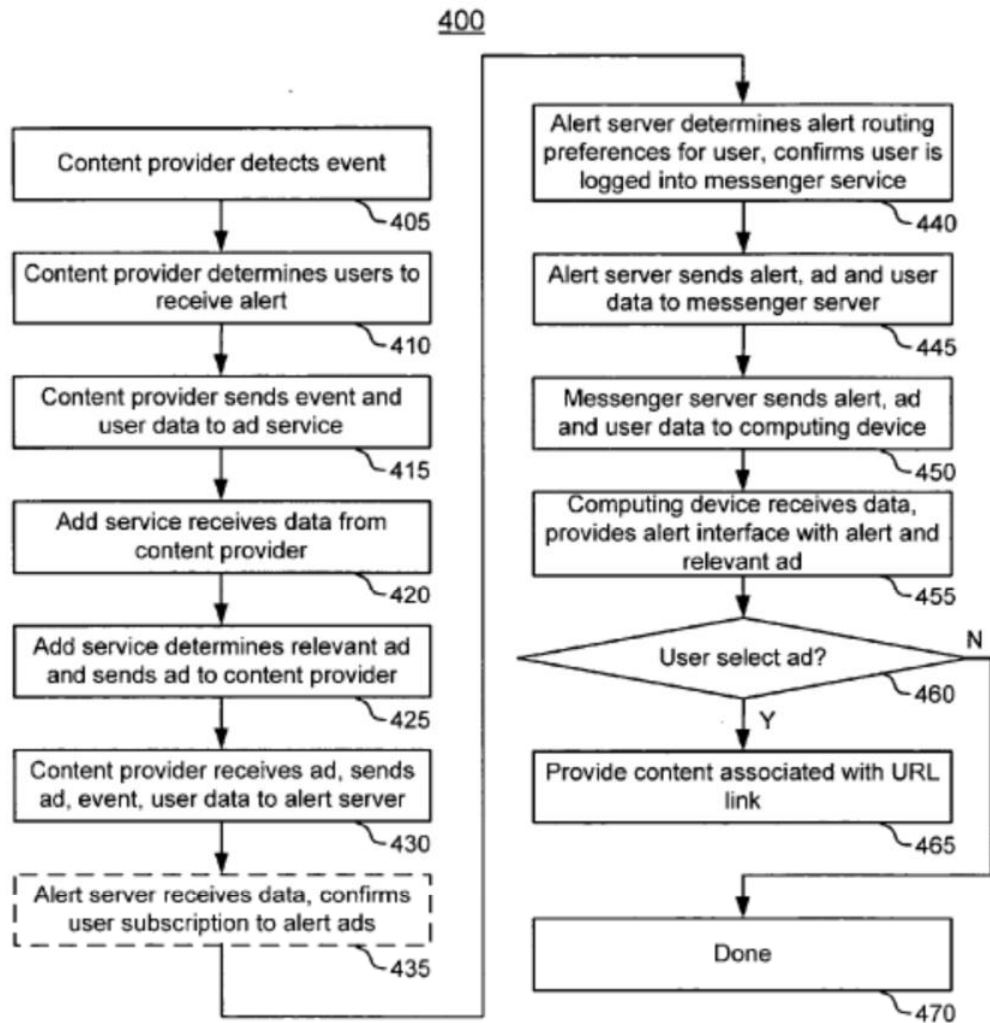 400
Content provider detects event
405
Content provider determines users to
receive alert
410
Content provider sends event and
user data to ad service
415
Add service receives data from
content provider
420
Add service determines relevant ad
and sends ad to content provider
425
Content provider receives ad, sends
ad, event, user data to alert server
430
Alert server receives data, confirms
user subscription to alert ads
435
Alert server determines alert routing
preferences for user, confirms user is
logged into messenger service
440
Alert server sends alert, ad and user
data to messenger server
445
Messenger server sends alert, ad
and user data to computing device
450
Computing device receives data,
provides alert interface with alert and
relevant ad
455
User select ad?
N
460
Y
Provide content associated with URL
link
465
Done
470